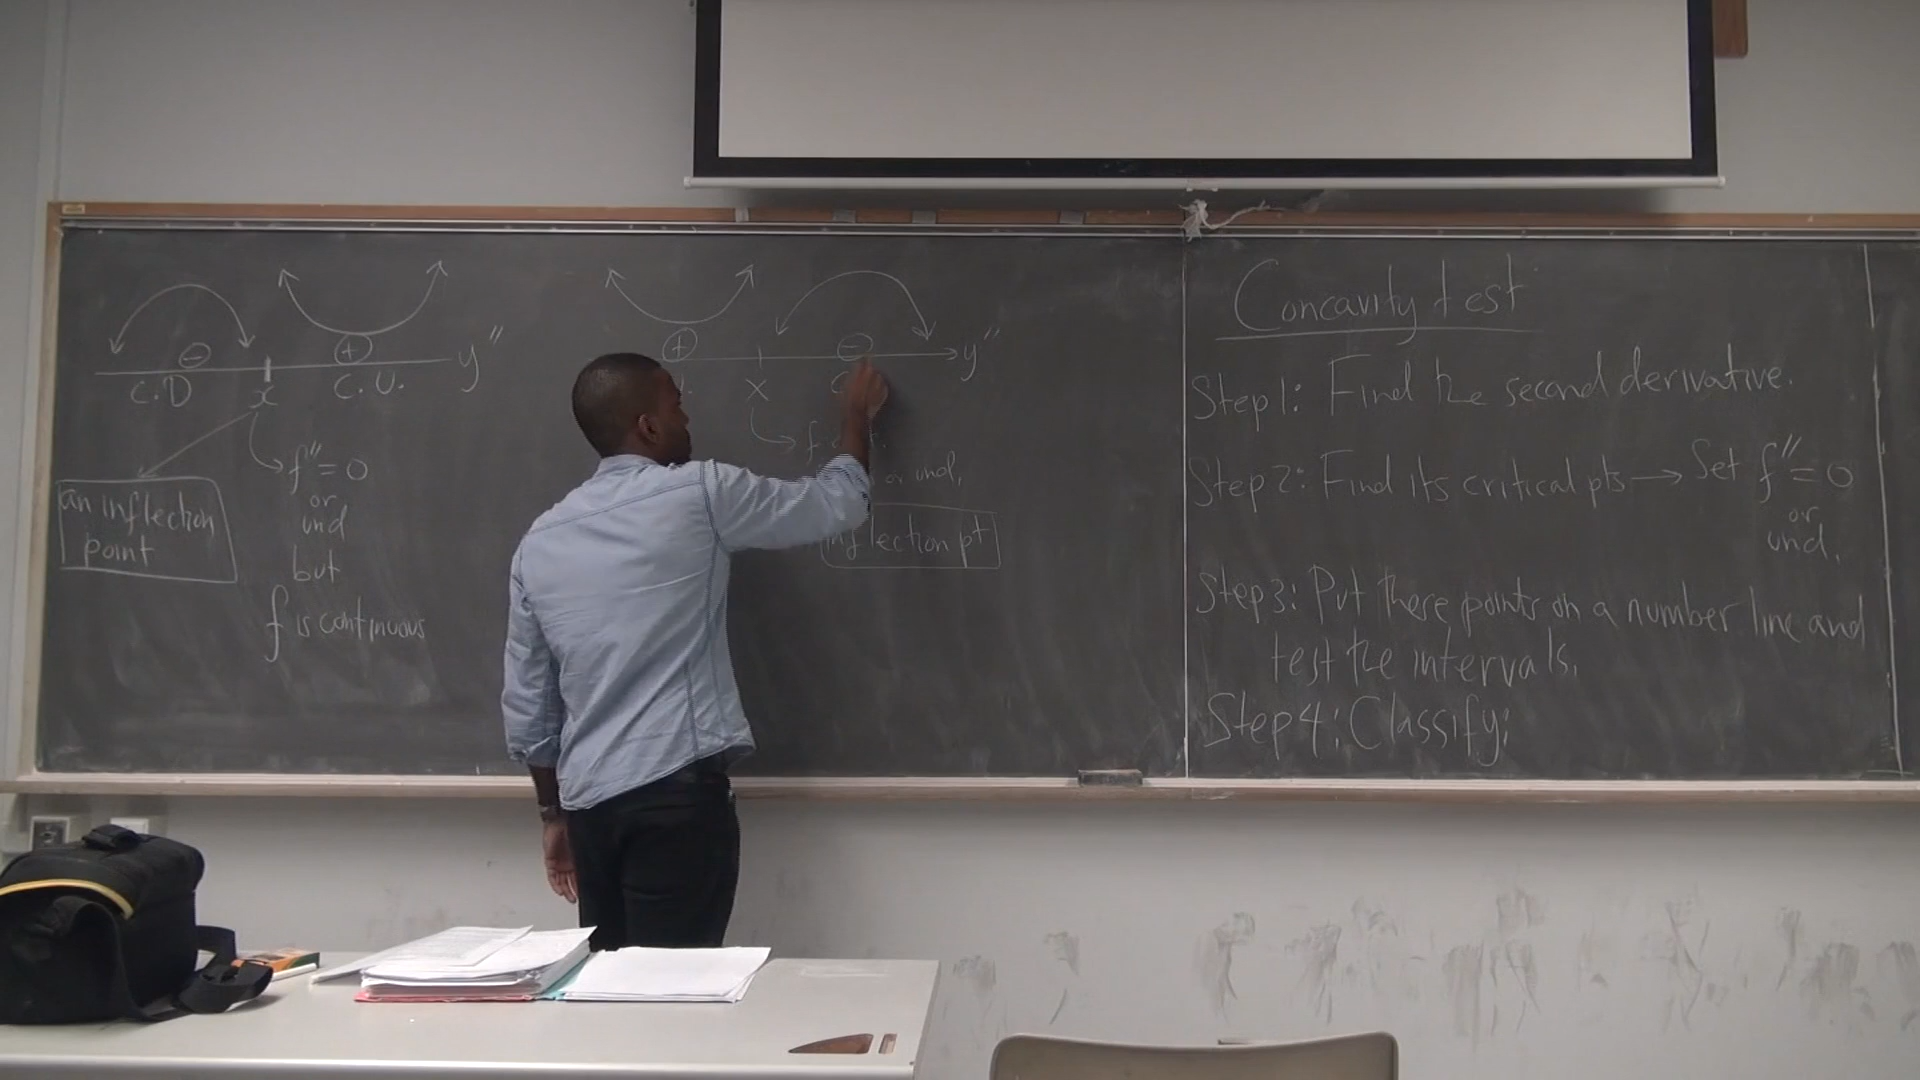 − + y″
C.D x C.U.
f″ = 0
or
und
but
f is continuous
an inflection
point
+ − y″
x
or und.
inflection pt
Concavity test
Step 1: Find the second derivative.
Step 2: Find its critical pts → Set f″ = 0
or
und.
Step 3: Put these points on a number line and
test the intervals.
Step 4: Classify: